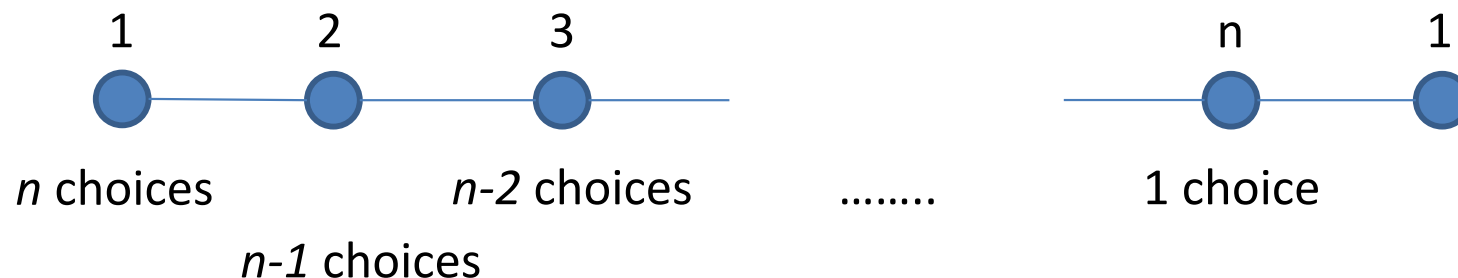 1 2 3 n 1
n choices n-2 choices ........ 1 choice
n-1 choices